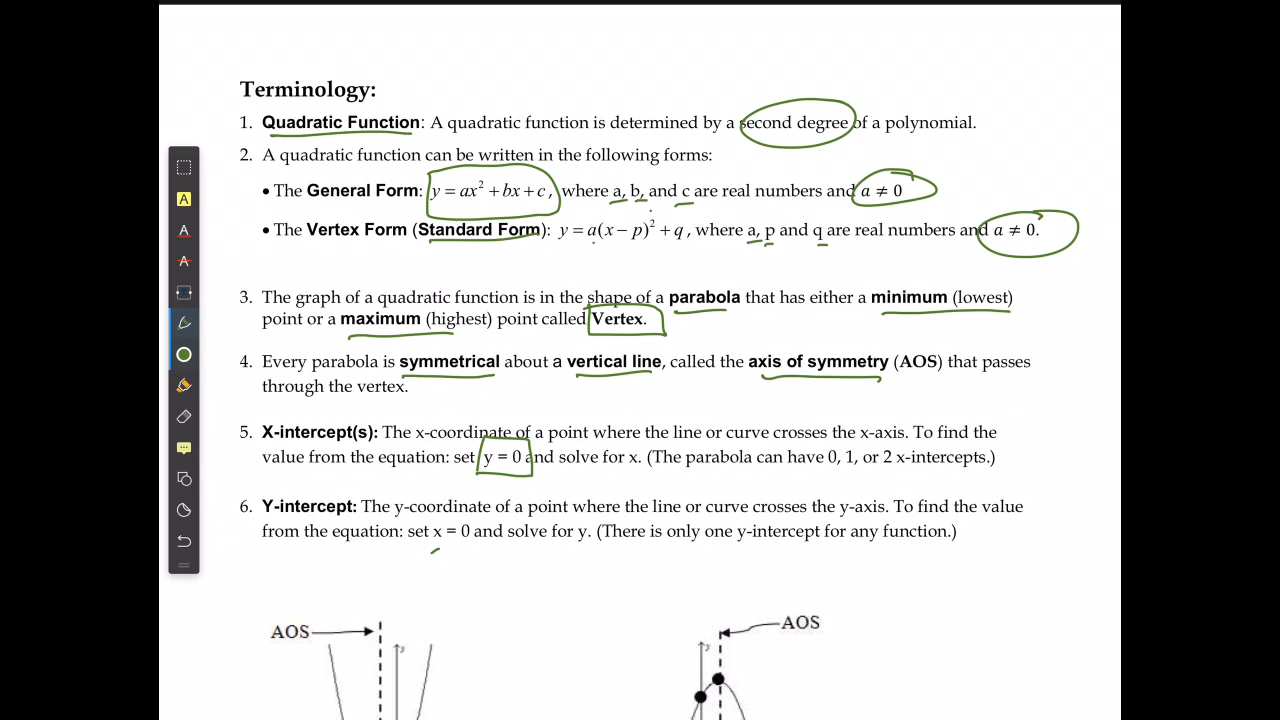 Terminology:
1. Quadratic Function: A quadratic function is determined by a second degree of a polynomial.
2. A quadratic function can be written in the following forms:
• The General Form: y = ax² + bx + c, where a, b, and c are real numbers and a ≠ 0
• The Vertex Form (Standard Form): y = a(x − p)² + q, where a, p and q are real numbers and a ≠ 0.
3. The graph of a quadratic function is in the shape of a parabola that has either a minimum (lowest)
point or a maximum (highest) point called Vertex.
4. Every parabola is symmetrical about a vertical line, called the axis of symmetry (AOS) that passes
through the vertex.
5. X-intercept(s): The x-coordinate of a point where the line or curve crosses the x-axis. To find the
value from the equation: set y = 0 and solve for x. (The parabola can have 0, 1, or 2 x-intercepts.)
6. Y-intercept: The y-coordinate of a point where the line or curve crosses the y-axis. To find the value
from the equation: set x = 0 and solve for y. (There is only one y-intercept for any function.)
AOS
y
AOS
y
A
A
A